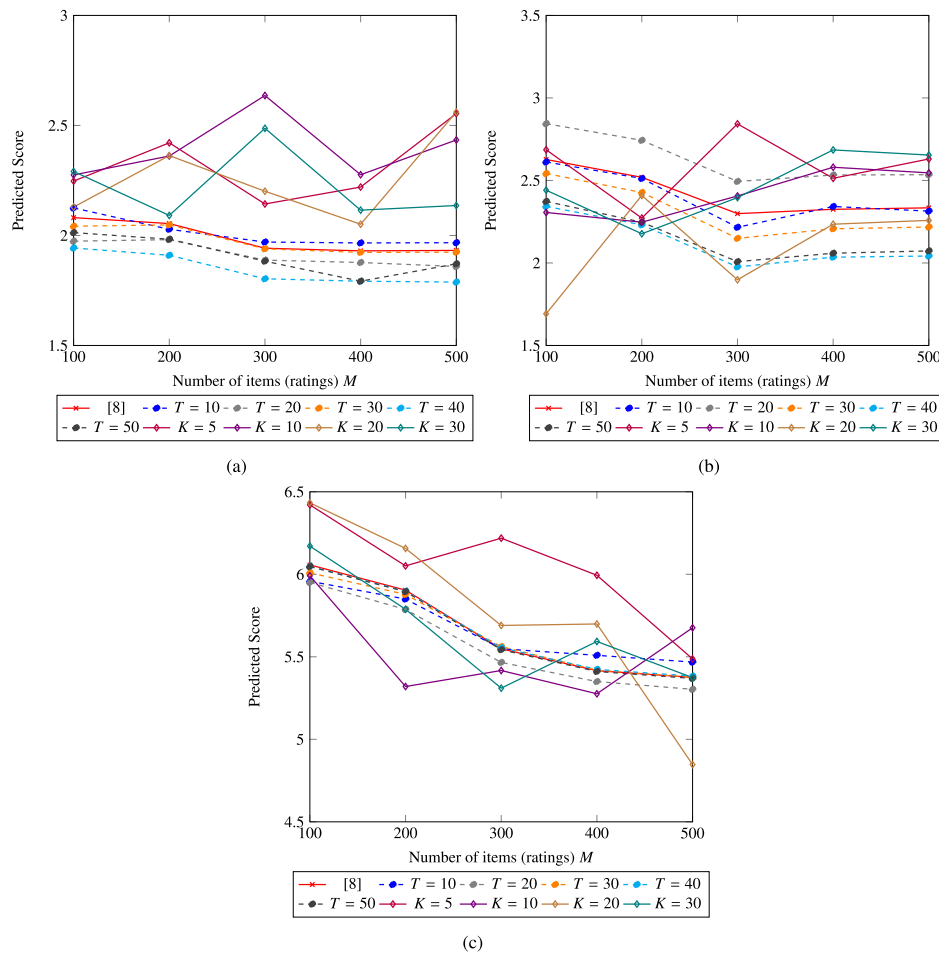 3
2.5
2
1.5
Predicted Score
100 200 300 400 500
Number of items (ratings) M
[8] T = 10 T = 20 T = 30 T = 40
T = 50 K = 5 K = 10 K = 20 K = 30
(a)
3.5
3
2.5
2
1.5
Predicted Score
100 200 300 400 500
Number of items (ratings) M
[8] T = 10 T = 20 T = 30 T = 40
T = 50 K = 5 K = 10 K = 20 K = 30
(b)
6.5
6
5.5
5
4.5
Predicted Score
100 200 300 400 500
Number of items (ratings) M
[8] T = 10 T = 20 T = 30 T = 40
T = 50 K = 5 K = 10 K = 20 K = 30
(c)